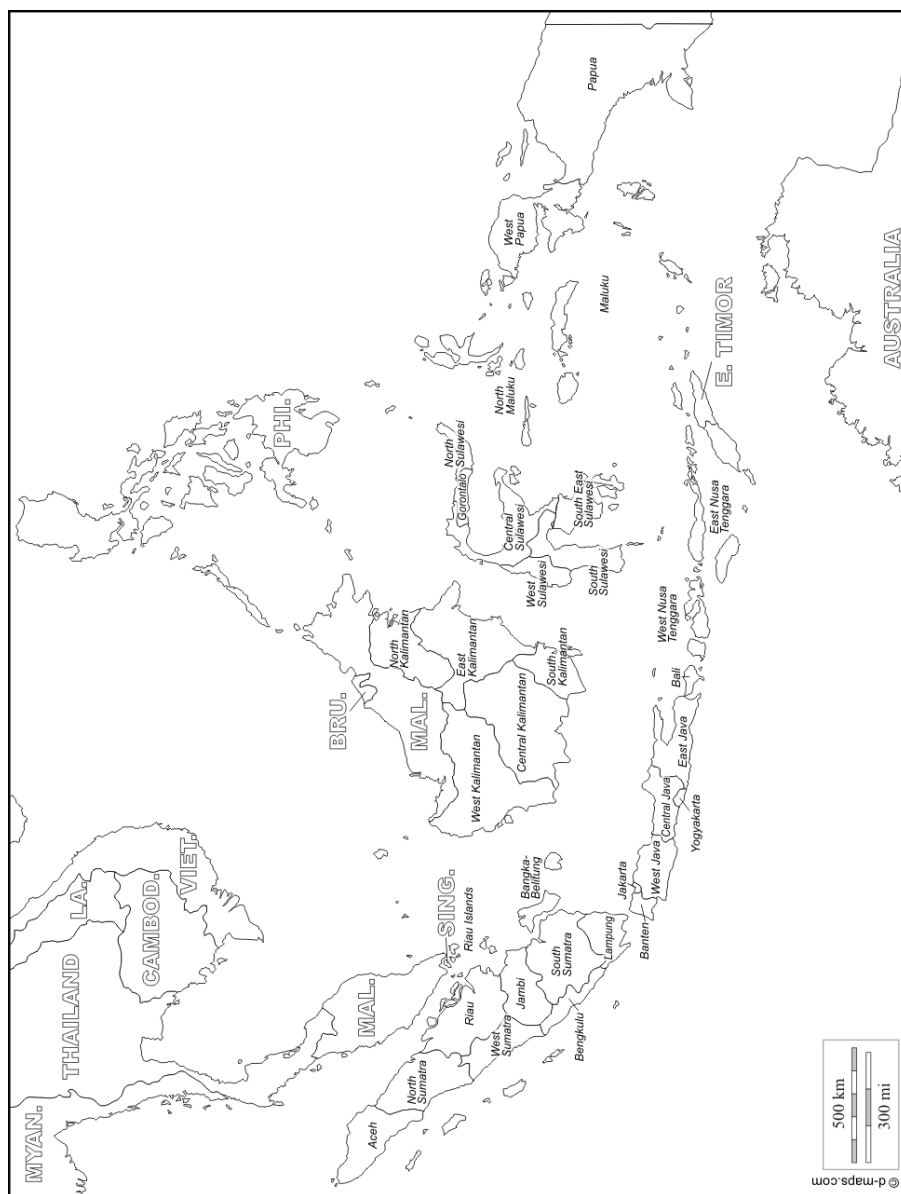 MYAN.
THAILAND
LA.
CAMBOD.
VIET.
PHI.
MAL.
SING.
BRU.
MAL.
E. TIMOR
AUSTRALIA
Aceh
North
Sumatra
Riau
Riau Islands
West
Sumatra
Jambi
Bengkulu
South
Sumatra
Bangka-
Belitung
Lampung
Banten
Jakarta
West Java
Central Java
Yogyakarta
East Java
Bali
West Nusa
Tenggara
East Nusa
Tenggara
West Kalimantan
Central Kalimantan
South
Kalimantan
East
Kalimantan
North
Kalimantan
West
Sulawesi
South
Sulawesi
Central
Sulawesi
South East
Sulawesi
Gorontalo
North
Sulawesi
North
Maluku
Maluku
West
Papua
Papua
500 km
300 mi
© d-maps.com